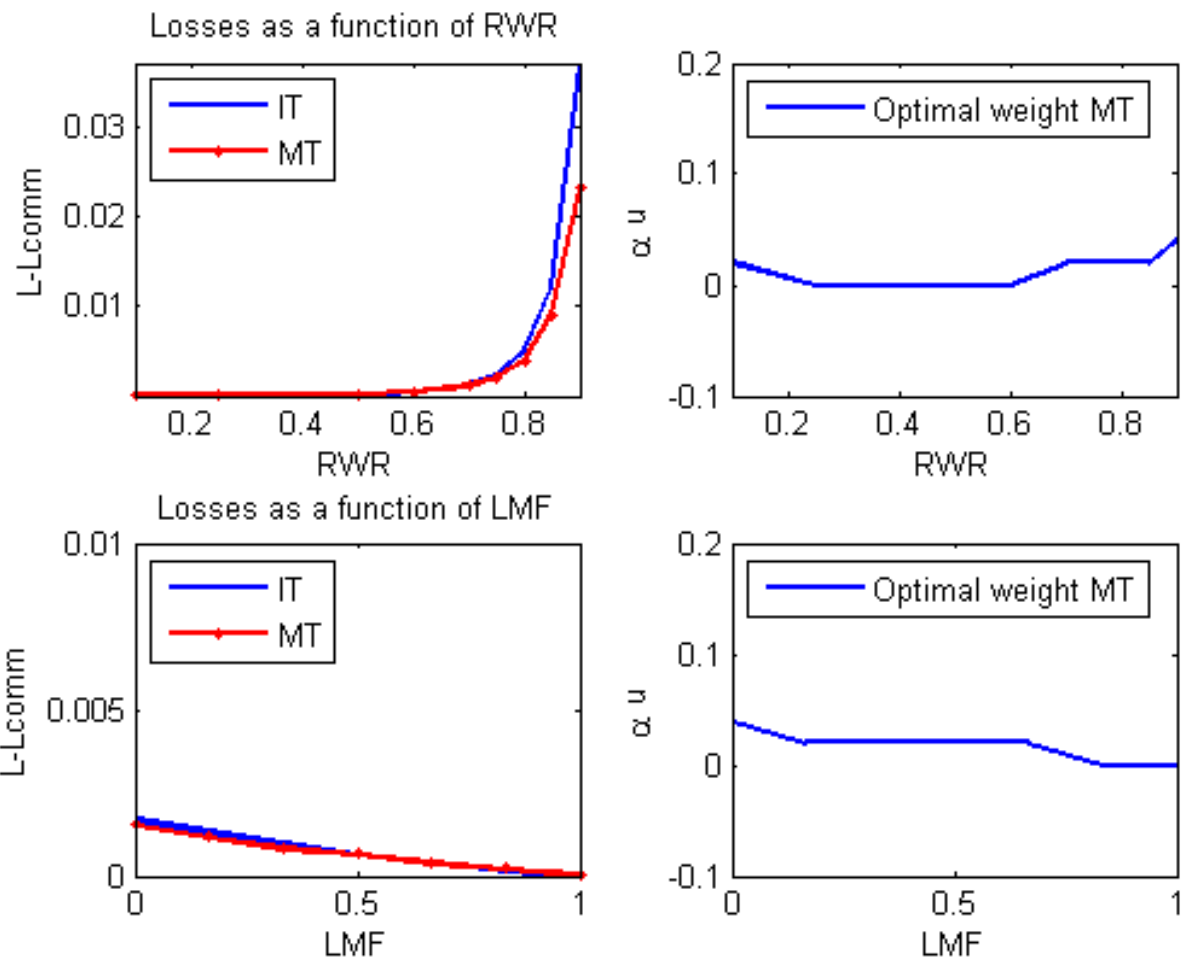 Losses as a function of RWR
IT
MT
0.03
0.02
0.01
L-Lcomm
0.2 0.4 0.6 0.8
RWR
Optimal weight MT
0.2
0.1
0
-0.1
α u
0.2 0.4 0.6 0.8
RWR
Losses as a function of LMF
IT
MT
0.01
0.005
0
L-Lcomm
0 0.5 1
LMF
Optimal weight MT
0.2
0.1
0
-0.1
α u
0 0.5 1
LMF